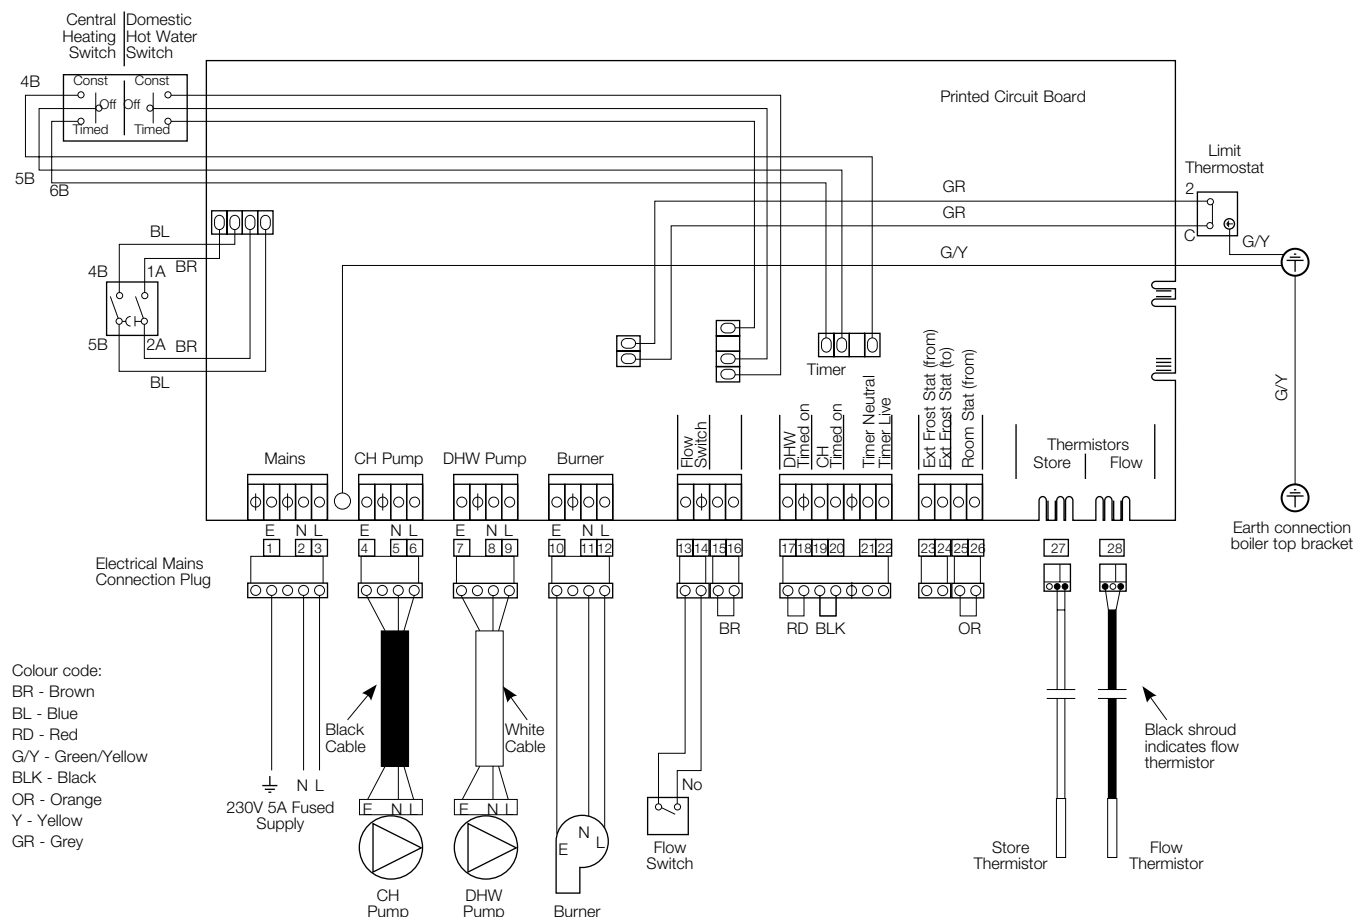 Central
Heating
Switch
Domestic
Hot Water
Switch
Const
Const
4B
Off
Off
Timed
Timed
5B
6B
Printed Circuit Board
Limit
Thermostat
2
C
GR
GR
G/Y
G/Y
G/Y
BL
BR
4B
1A
5B
2A
BR
BL
Timer
Mains
CH Pump
DHW Pump
Burner
Flow
Switch
DHW
Timed on
CH
Timed on
Timer Neutral
Timer Live
Ext Frost Stat (from)
Ext Frost Stat (to)
Room Stat (from)
Thermistors
Store
Flow
E N L
E N L
E N L
E N L
1 2 3
4 5 6
7 8 9
10 11 12
13 14 15 16
17 18 19 20 21 22
23 24 25 26
27
28
Earth connection
boiler top bracket
Electrical Mains
Connection Plug
BR
RD
BLK
OR
Colour code:
BR - Brown
BL - Blue
RD - Red
G/Y - Green/Yellow
BLK - Black
OR - Orange
Y - Yellow
GR - Grey
Black
Cable
White
Cable
N L
230V 5A Fused
Supply
E N L
E N L
E N L
No
Flow
Switch
Black shroud
indicates flow
thermistor
Store
Thermistor
Flow
Thermistor
CH
Pump
DHW
Pump
Burner